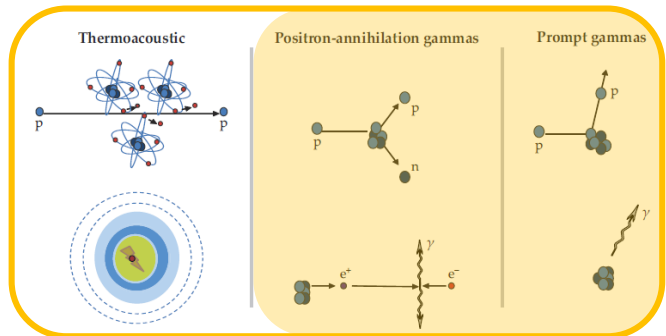 Thermoacoustic
Positron-annihilation gammas
Prompt gammas
p
p
p
p
n
p
p
e⁺
γ
e⁻
γ